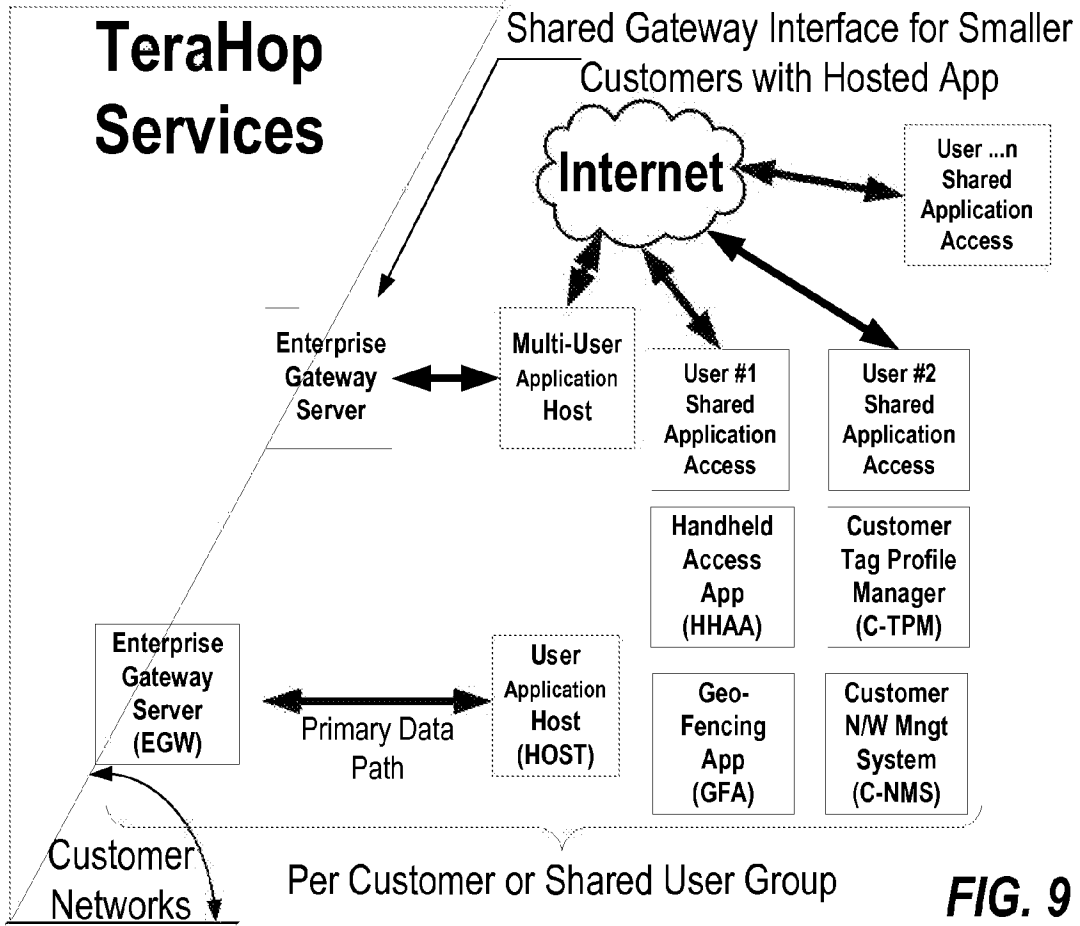 TeraHop
Services
Shared Gateway Interface for Smaller
Customers with Hosted App
Internet
User ...n
Shared
Application
Access
Enterprise
Gateway
Server
Multi-User
Application
Host
User #1
Shared
Application
Access
User #2
Shared
Application
Access
Handheld
Access
App
(HHAA)
Customer
Tag Profile
Manager
(C-TPM)
Enterprise
Gateway
Server
(EGW)
Primary Data
Path
User
Application
Host
(HOST)
Geo-
Fencing
App
(GFA)
Customer
N/W Mngt
System
(C-NMS)
Customer
Networks
Per Customer or Shared User Group
FIG. 9